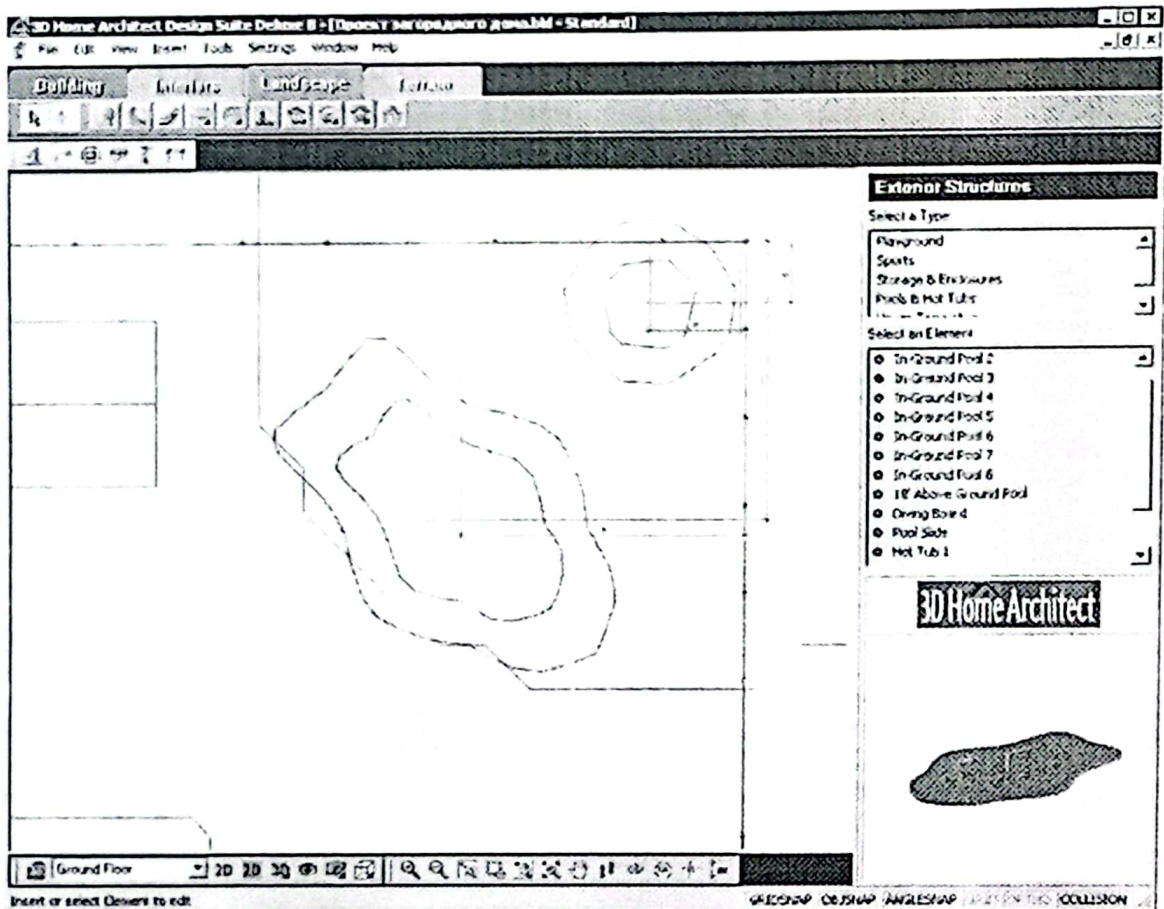 3D Home Architect Design Suite Deluxe 8 - [Проект загородного дома.bld - Standard]
File Edit View Insert Tools Settings Window Help
Building Interiors Landscape Terrain
Exterior Structures
Select a Type
Playground
Sports
Storage & Enclosures
Pools & Hot Tubs
Select an Element
In-Ground Pool 2
In-Ground Pool 3
In-Ground Pool 4
In-Ground Pool 5
In-Ground Pool 6
In-Ground Pool 7
In-Ground Pool 8
18' Above Ground Pool
Diving Board
Pool Slide
Hot Tub 1
3D Home Architect
Ground Floor 2D 2D 3D
Insert or select Element to edit
GRIDSNAP OBJSNAP ANGLESNAP COLLISION